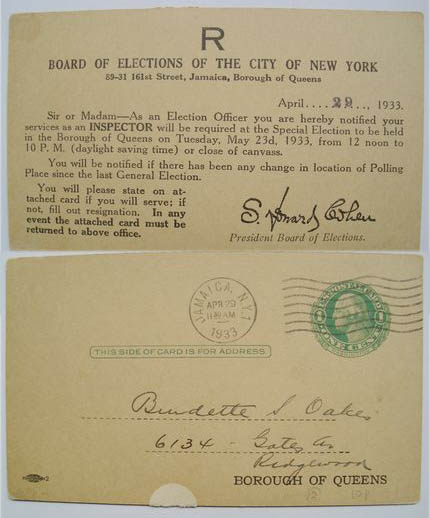 R
BOARD OF ELECTIONS OF THE CITY OF NEW YORK
89-31 161st Street, Jamaica, Borough of Queens
April....29..., 1933.
Sir or Madam—As an Election Officer you are hereby notified your
services as an INSPECTOR will be required at the Special Election to be held
in the Borough of Queens on Tuesday, May 23d, 1933, from 12 noon to
10 P. M. (daylight saving time) or close of canvass.
You will be notified if there has been any change in location of Polling
Place since the last General Election.
You will please state on at-
tached card if you will serve; if
not, fill out resignation. In any
event the attached card must be
returned to above office.
S. Howard Cohen
President Board of Elections.
JAMAICA, N.Y.
APR 29
AM
1933
THIS SIDE OF CARD IS FOR ADDRESS
Burdette S Oakes
6134 - Gates Av
Ridgewood
BOROUGH OF QUEENS